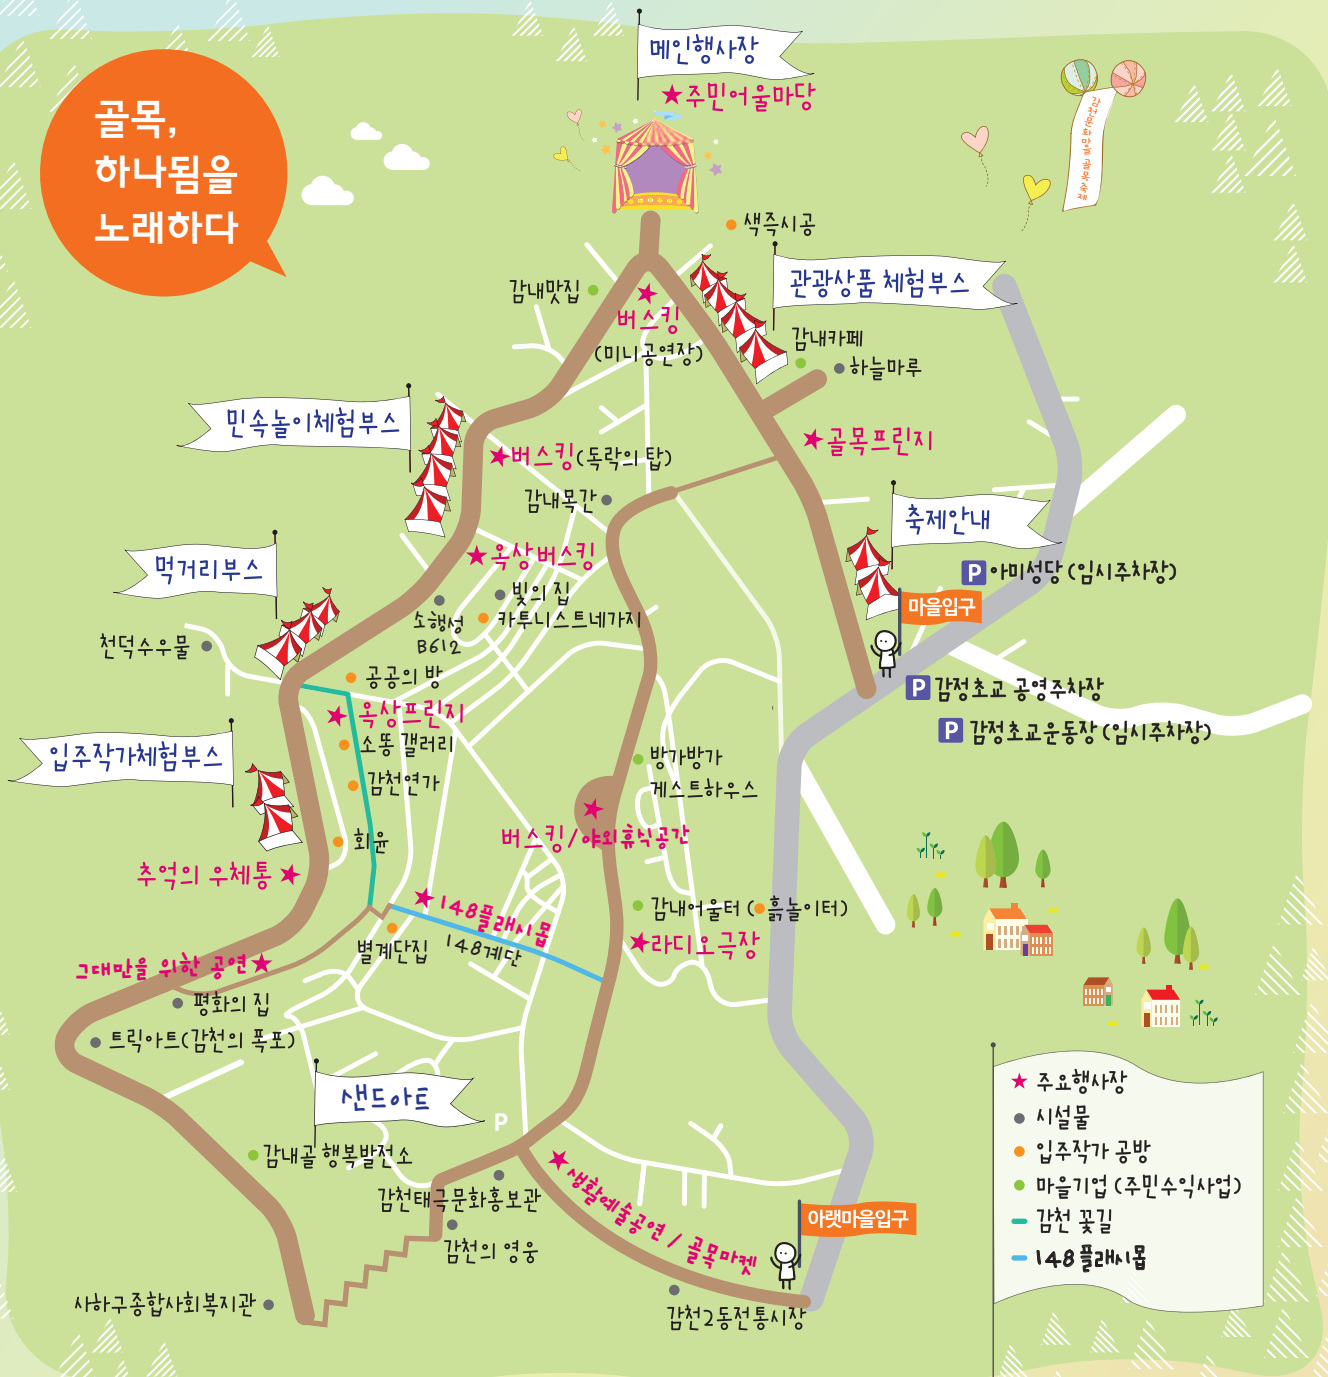 메인행사장
★주민어울마당
골목,
하나됨을
노래하다
감천문화마을 골목축제
색즉시공
관광상품 체험부스
감내맛집
버스킹
(미니공연장)
감내카페
하늘마루
민속놀이체험부스
★골목프린지
★버스킹(독락의 탑)
감내목간
축제안내
★옥상버스킹
먹거리부스
P 아미성당 (임시주차장)
빛의 집
마을입구
소행성
B612
카투니스트네가지
천덕수우물
공공의 방
P 감정초교 공영주차장
★옥상프린지
P 감정초교운동장 (임시주차장)
소똥 갤러리
입주작가체험부스
방가방가
게스트하우스
감천연가
버스킹/야외휴식공간
회윤
추억의 우체통★
★148플래시몹
감내어울터 (●흙놀이터)
148계단
별계단집
★라디오극장
그대만을 위한 공연★
평화의 집
트릭아트(감천의 폭포)
샌드아트
P
감내골 행복발전소
감천태극문화홍보관
★생활예술공연 / 골목마켓
감천의 영웅
아랫마을입구
사하구종합사회복지관
감천2동전통시장
★ 주요행사장
시설물
입주작가 공방
마을기업 (주민수익사업)
감천 꽃길
148 플래시몹